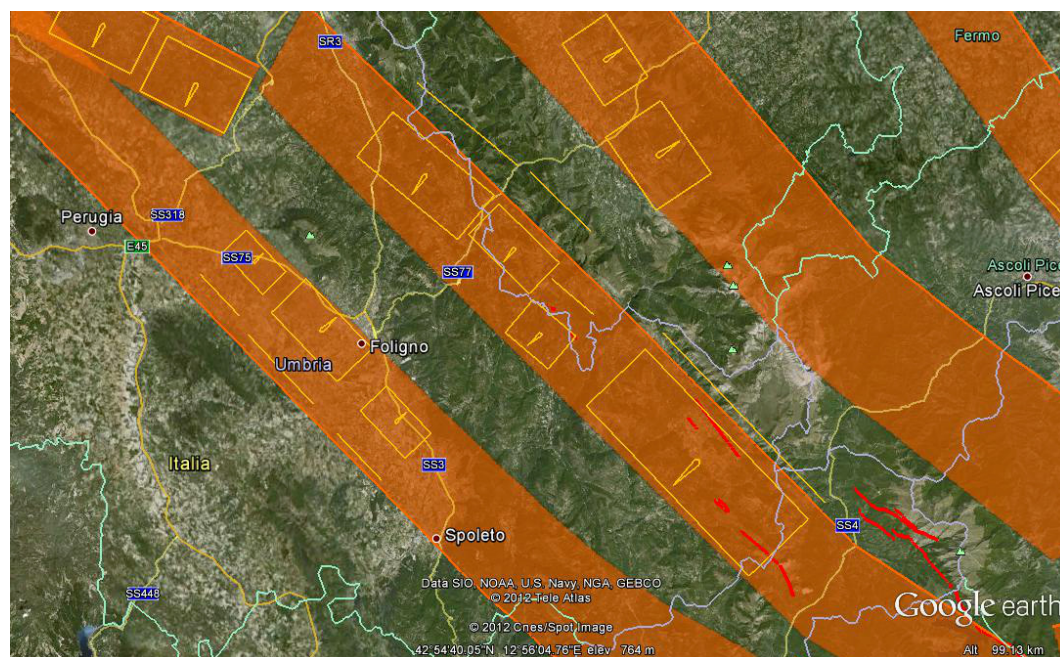 SR3
Fermo
Perugia
SS318
E45
SS75
SS77
Ascoli Pice
Ascoli Pice
Foligno
Umbria
Italia
SS3
SS4
Spoleto
SS448
Data SIO, NOAA, U.S. Navy, NGA, GEBCO
© 2012 Tele Atlas
© 2012 Cnes/Spot Image
Google earth
42°54'40.05"N 12°56'04.76"E elev 764 m
Alt 99.13 km